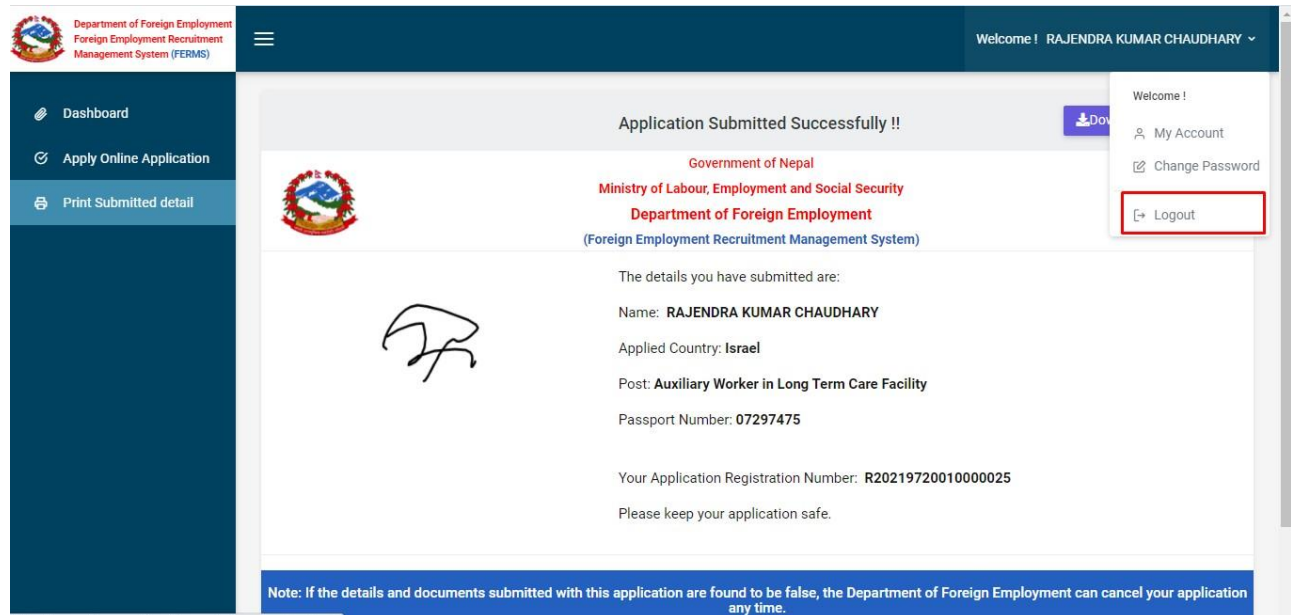 Department of Foreign Employment
Foreign Employment Recruitment
Management System (FERMS)
Welcome ! RAJENDRA KUMAR CHAUDHARY
Dashboard
Apply Online Application
Print Submitted detail
Welcome !
My Account
Change Password
Logout
Application Submitted Successfully !!
Government of Nepal
Ministry of Labour, Employment and Social Security
Department of Foreign Employment
(Foreign Employment Recruitment Management System)
The details you have submitted are:
Name: RAJENDRA KUMAR CHAUDHARY
Applied Country: Israel
Post: Auxiliary Worker in Long Term Care Facility
Passport Number: 07297475
Your Application Registration Number: R20219720010000025
Please keep your application safe.
Note: If the details and documents submitted with this application are found to be false, the Department of Foreign Employment can cancel your application
any time.